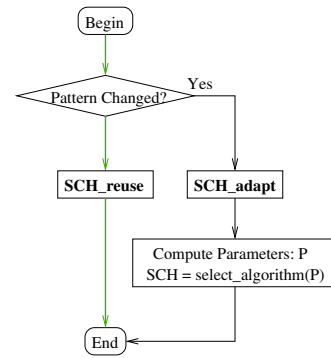 Begin
Yes
Pattern Changed?
SCH_reuse
SCH_adapt
Compute Parameters: P
SCH = select_algorithm(P)
End